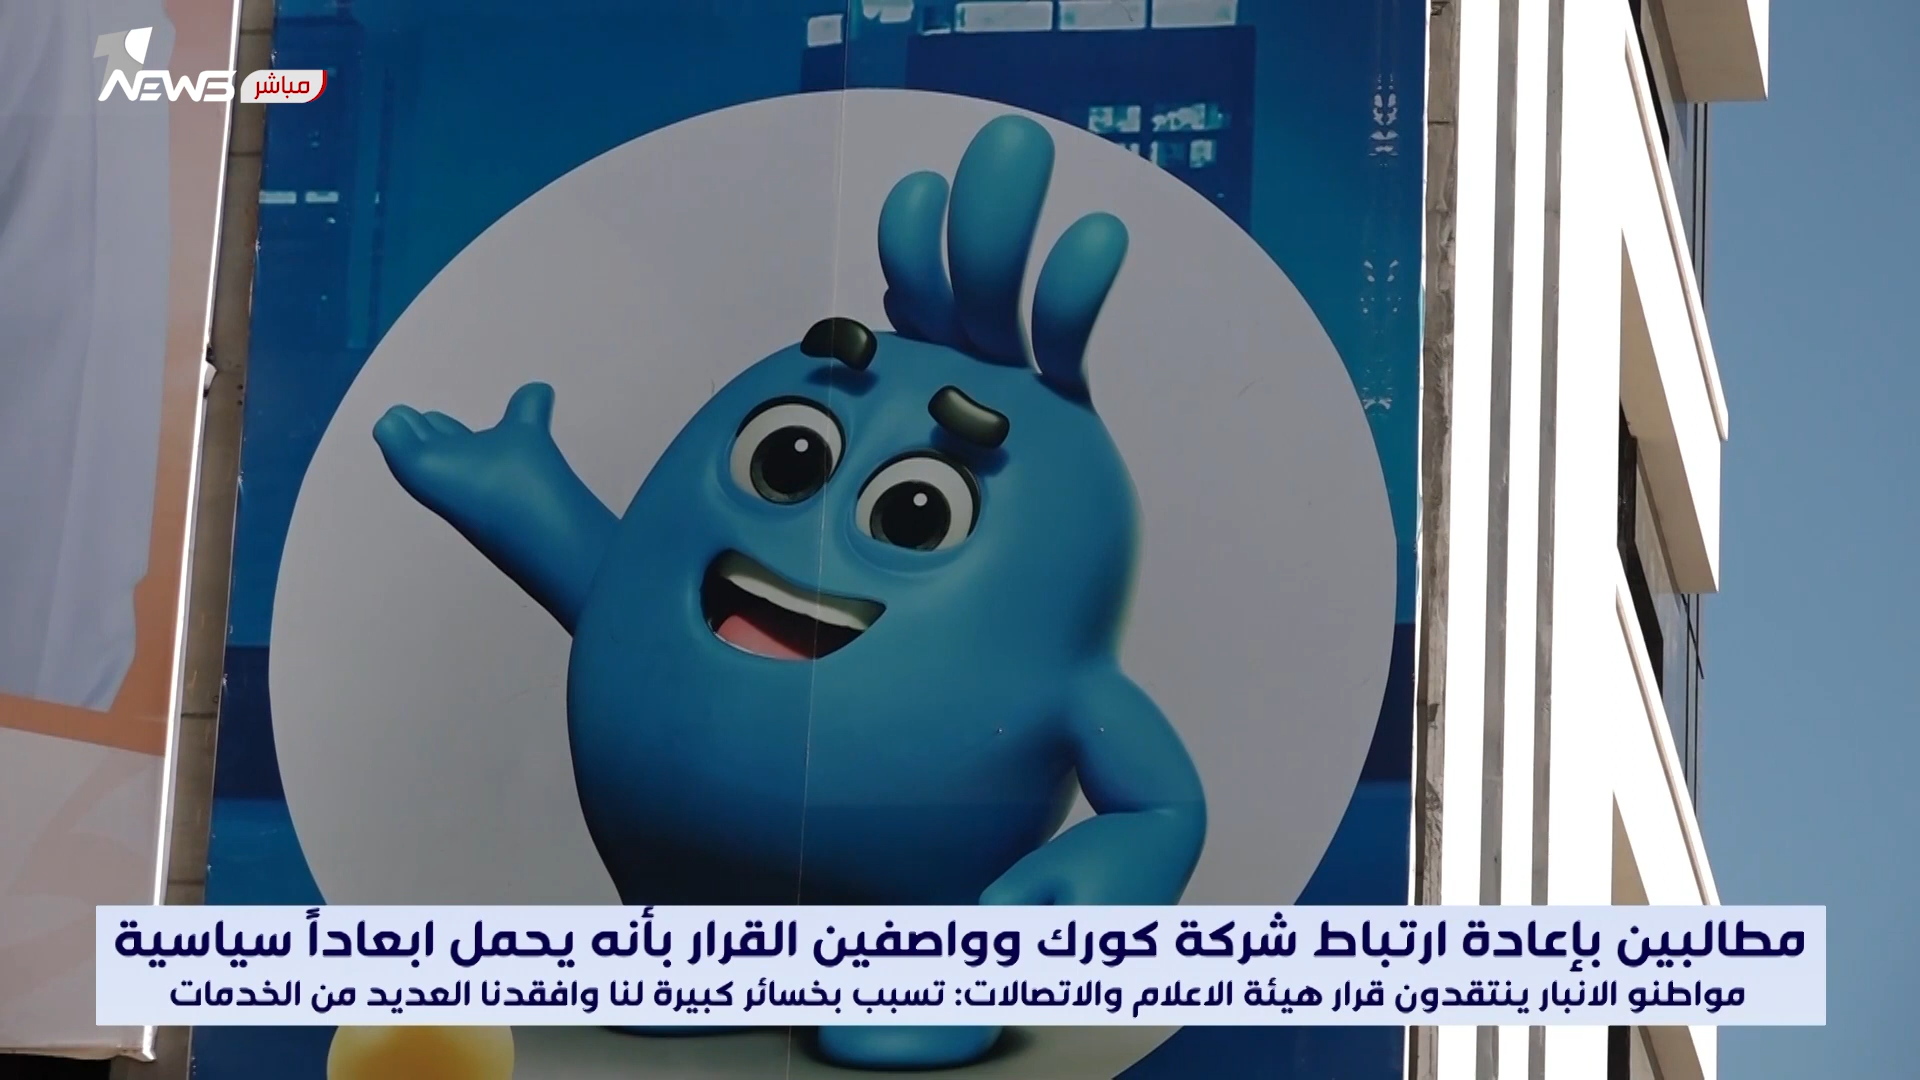 NEWS مباشر
مطالبين بإعادة ارتباط شركة كورك وواصفين القرار بأنه يحمل ابعاداً سياسية
مواطنو الانبار ينتقدون قرار هيئة الاعلام والاتصالات: تسبب بخسائر كبيرة لنا وافقدنا العديد من الخدمات